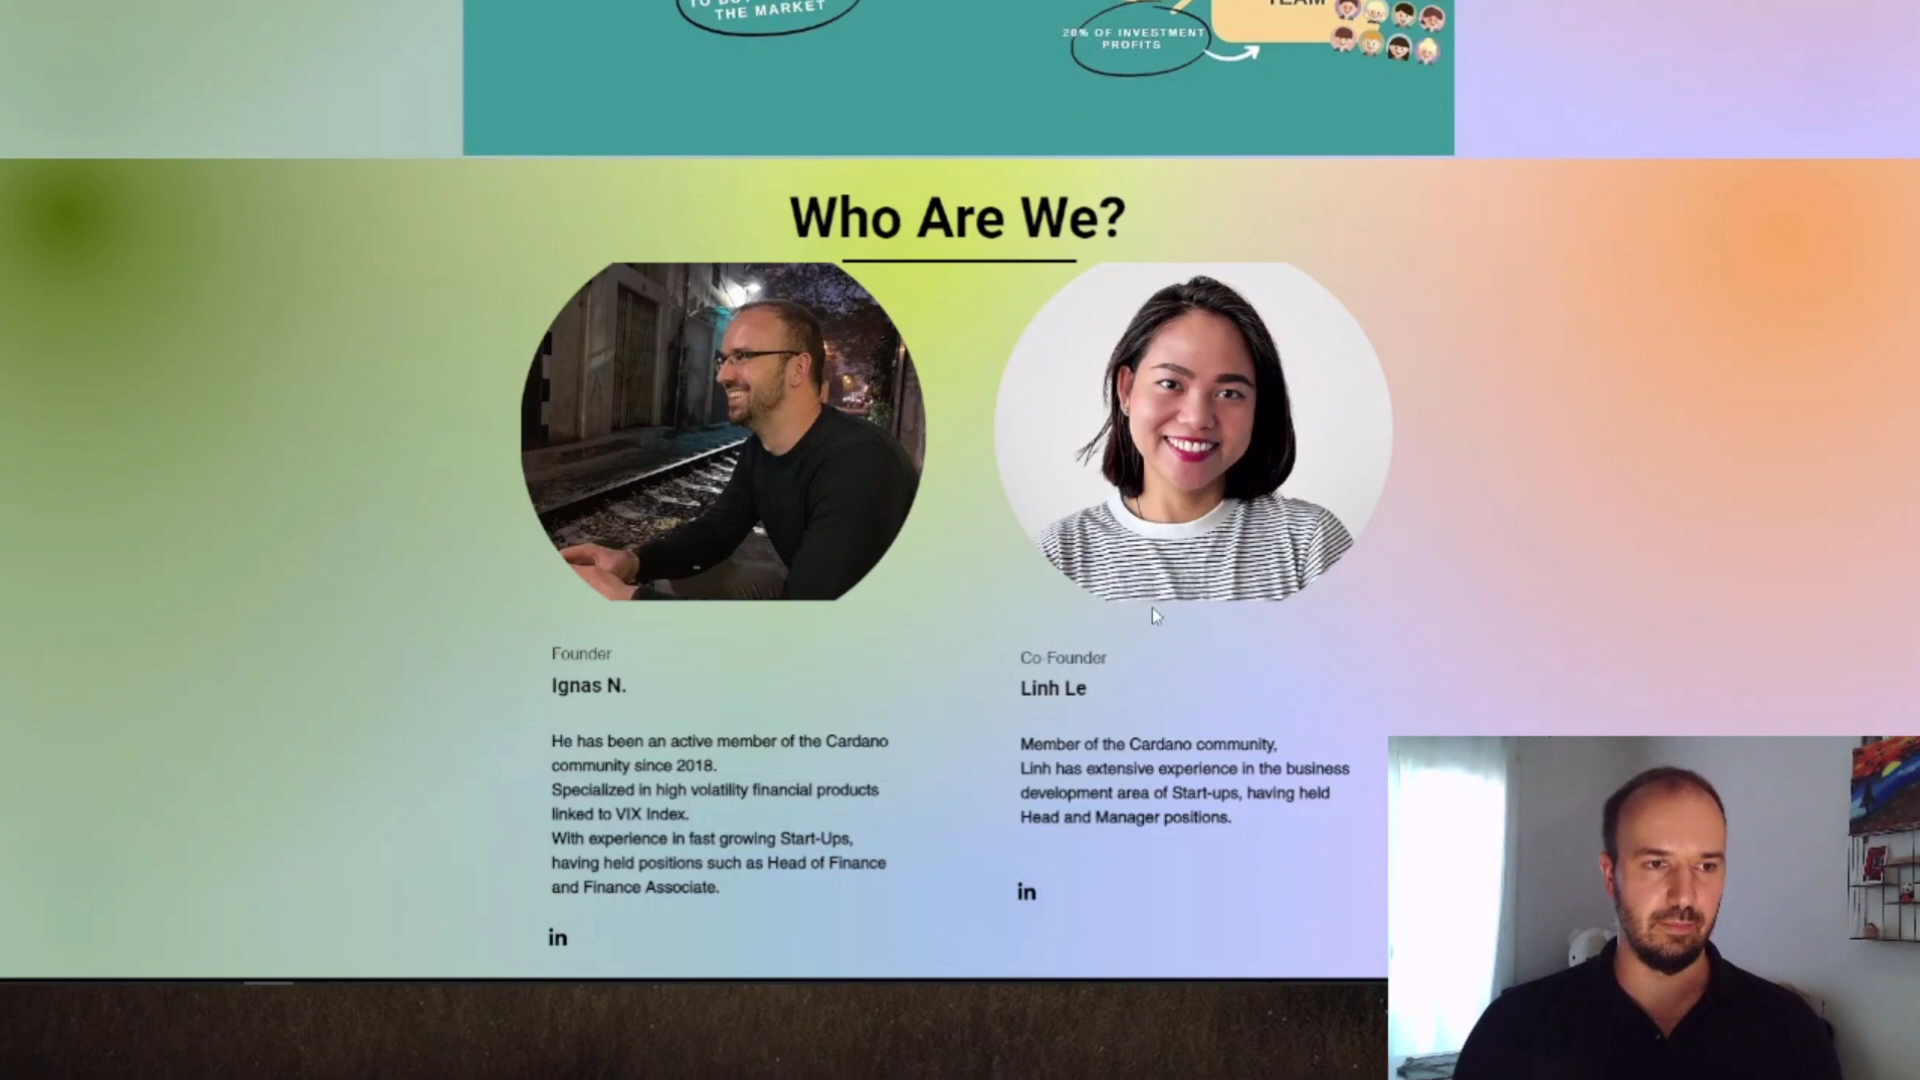 THE MARKET
20% OF INVESTMENT
PROFITS
TEAM
Who Are We?
Founder
Ignas N.
He has been an active member of the Cardano
community since 2018.
Specialized in high volatility financial products
linked to VIX Index.
With experience in fast growing Start-Ups,
having held positions such as Head of Finance
and Finance Associate.
in
Co-Founder
Linh Le
Member of the Cardano community,
Linh has extensive experience in the business
development area of Start-ups, having held
Head and Manager positions.
in